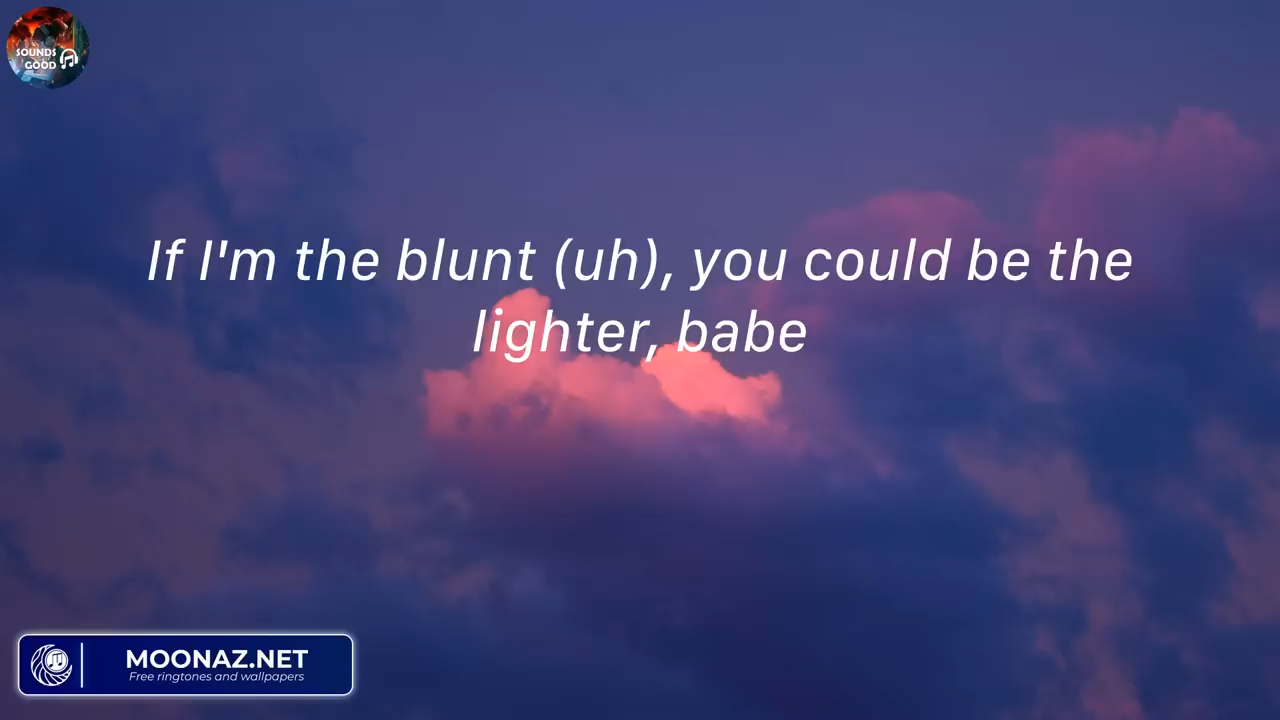 SOUNDS
GOOD
If I'm the blunt (uh), you could be the
lighter, babe
MOONAZ.NET
Free ringtones and wallpapers